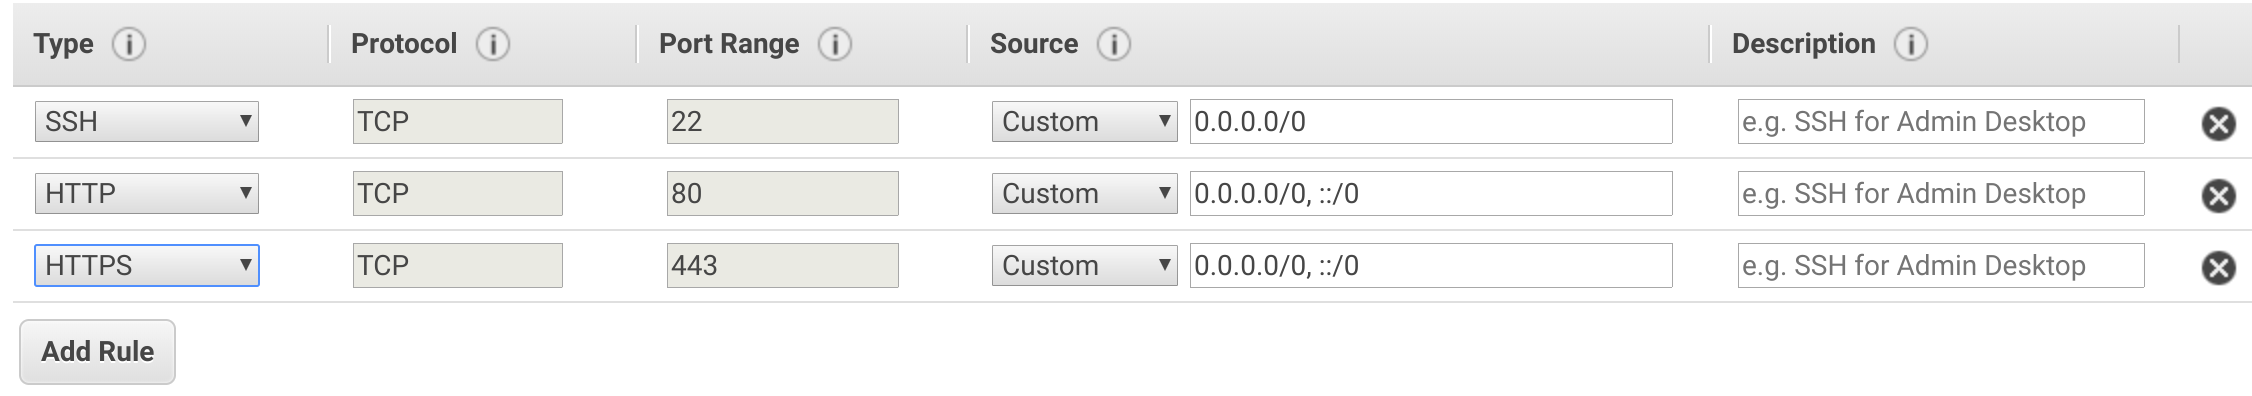 Type Protocol Port Range Source Description
SSH TCP 22 Custom 0.0.0.0/0 e.g. SSH for Admin Desktop
HTTP TCP 80 Custom 0.0.0.0/0, ::/0 e.g. SSH for Admin Desktop
HTTPS TCP 443 Custom 0.0.0.0/0, ::/0 e.g. SSH for Admin Desktop
Add Rule